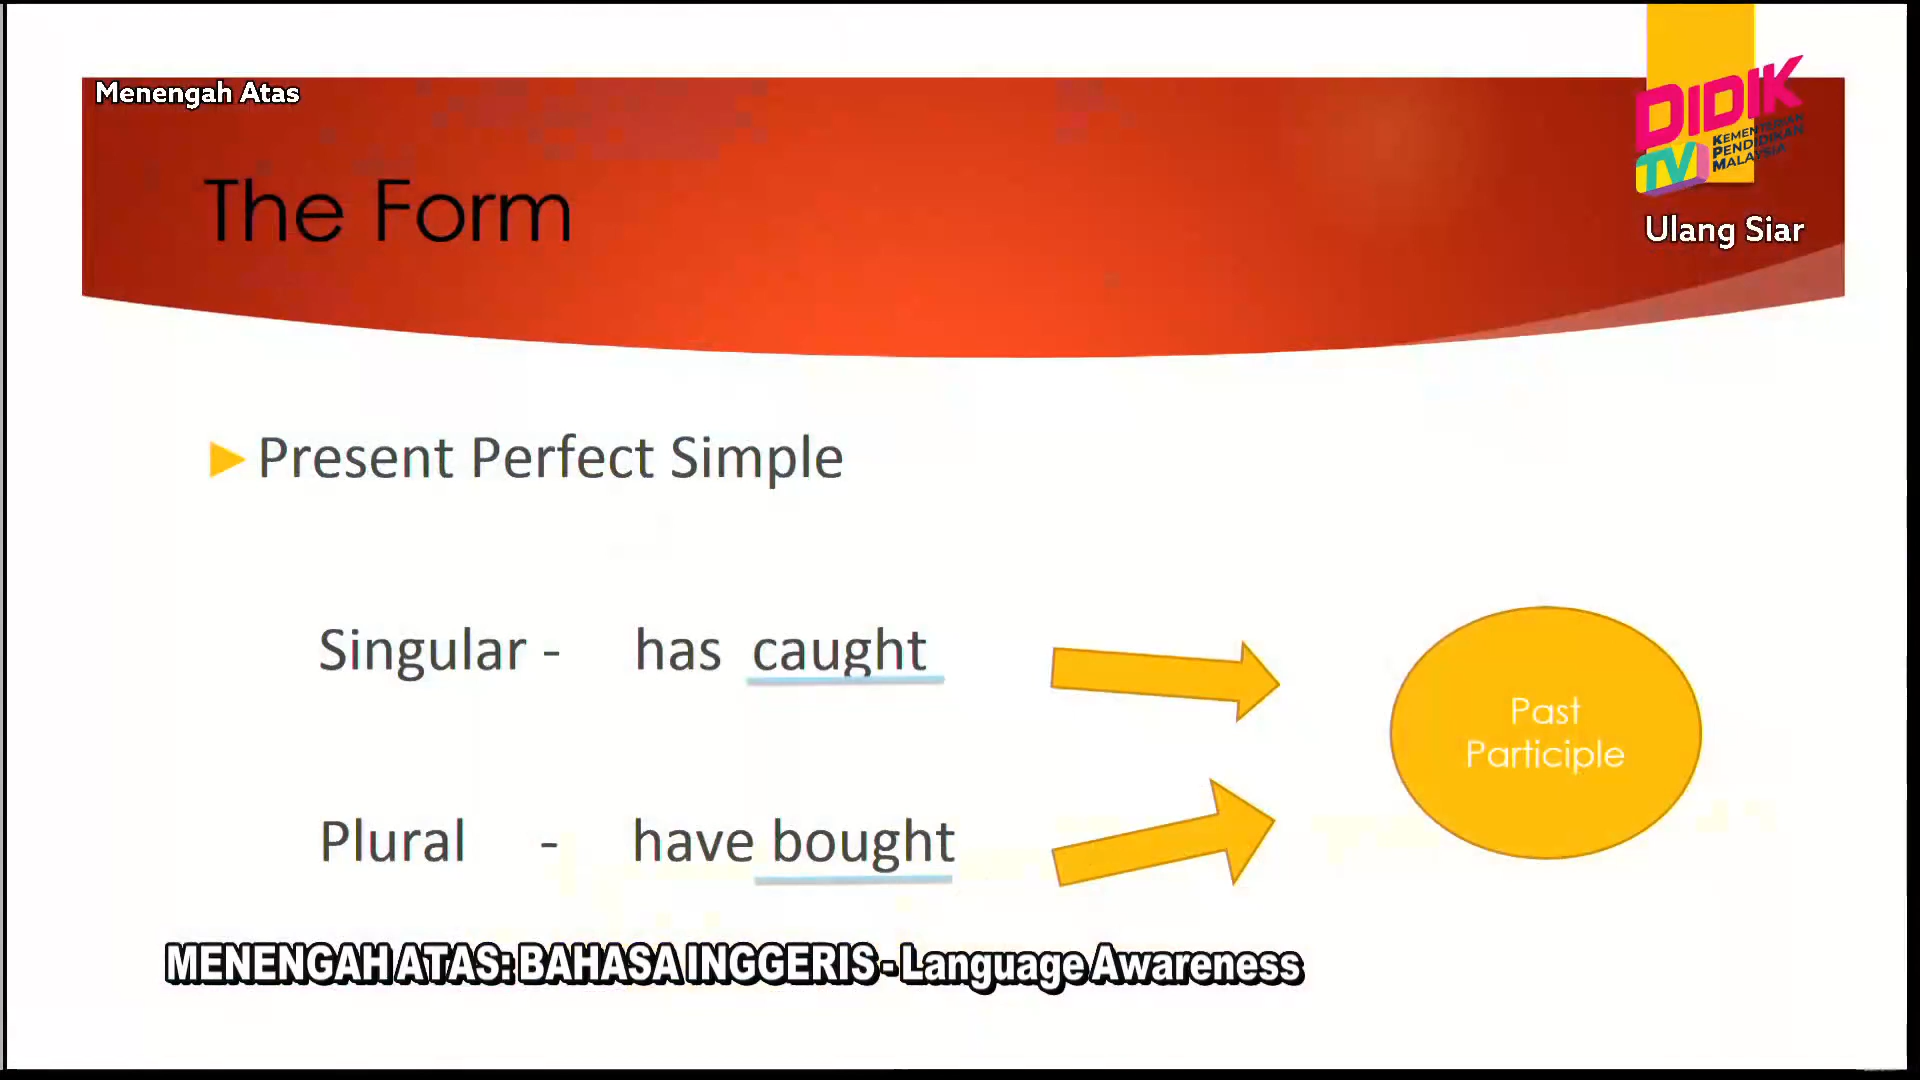 Menengah Atas
DIDIK
TV
KEMENTERIAN
PENDIDIKAN
MALAYSIA
Ulang Siar
The Form
Present Perfect Simple
Singular - has caught
Plural - have bought
Past
Participle
MENENGAH ATAS: BAHASA INGGERIS - Language Awareness